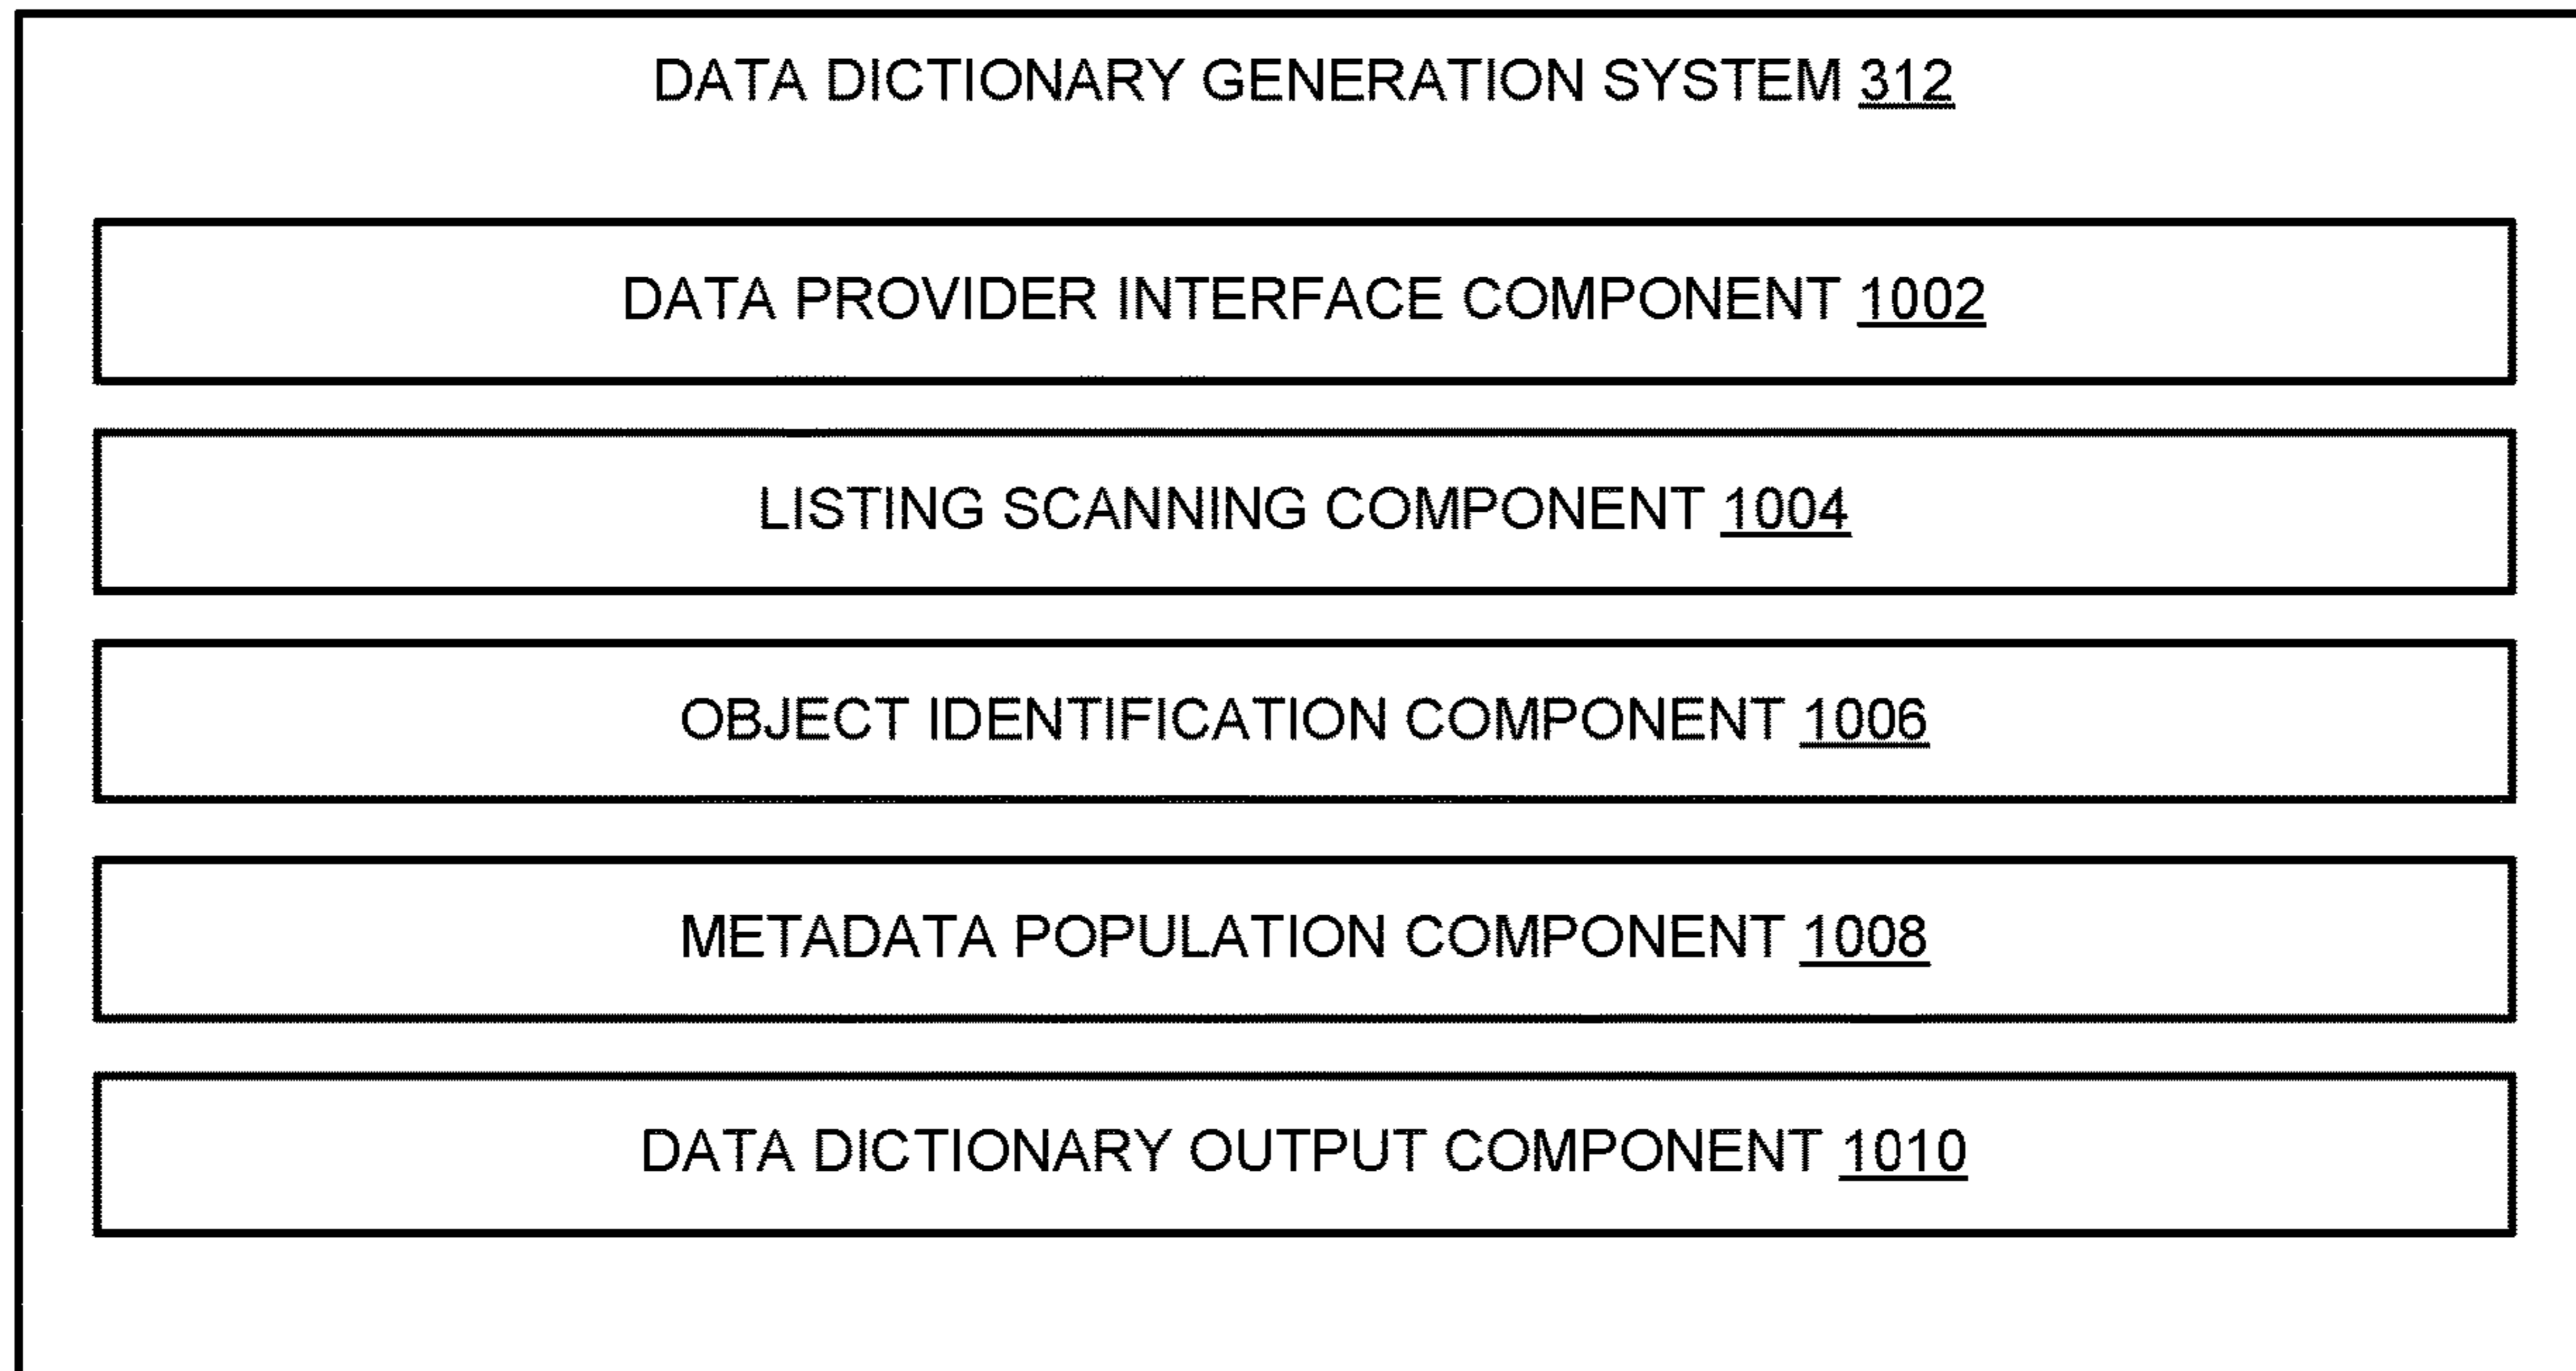 DATA DICTIONARY GENERATION SYSTEM 312
DATA PROVIDER INTERFACE COMPONENT 1002
LISTING SCANNING COMPONENT 1004
OBJECT IDENTIFICATION COMPONENT 1006
METADATA POPULATION COMPONENT 1008
DATA DICTIONARY OUTPUT COMPONENT 1010